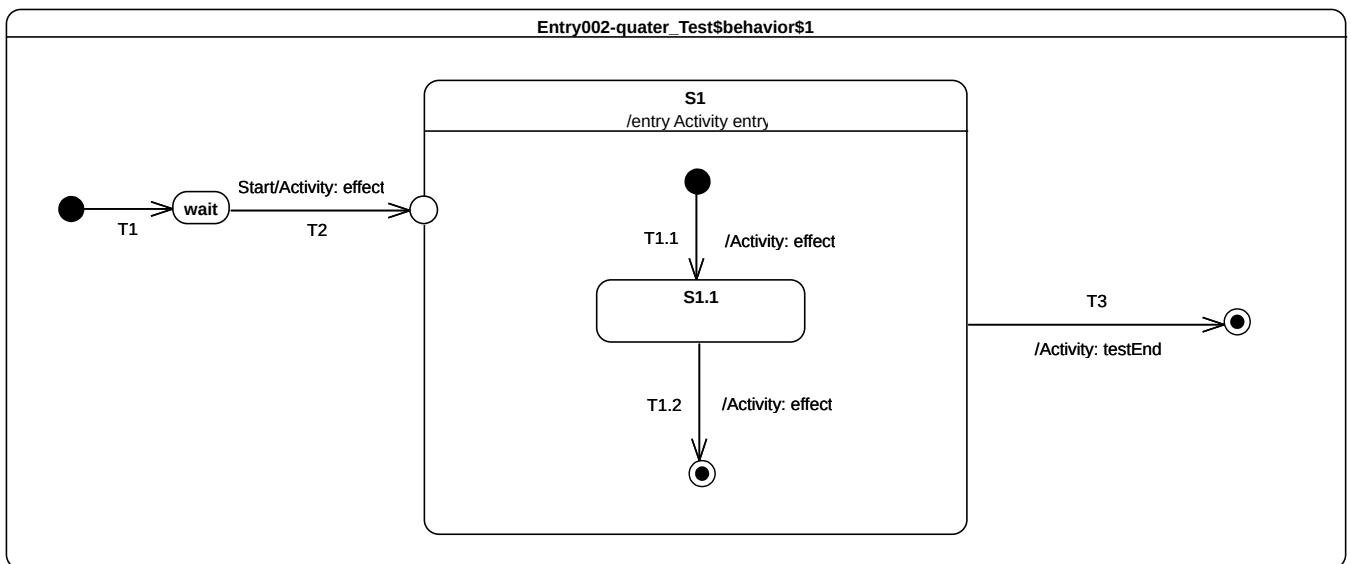 Entry002-quater_Test$behavior$1
S1
/entry Activity entry
Start/Activity: effect
wait
T1
T2
T1.1
/Activity: effect
S1.1
T3
/Activity: testEnd
T1.2
/Activity: effect